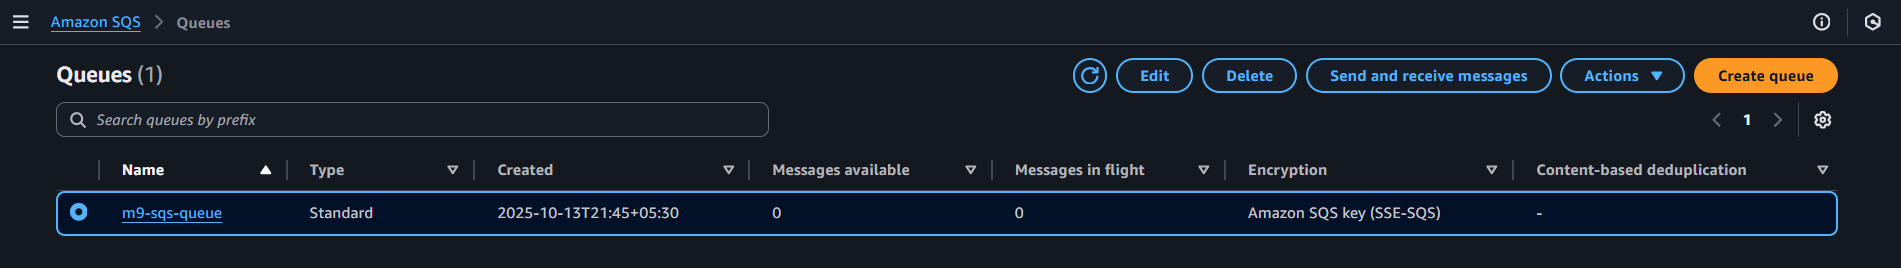 Amazon SQS > Queues
Queues (1)
Edit
Delete
Send and receive messages
Actions
Create queue
Search queues by prefix
1
Name Type Created Messages available Messages in flight Encryption Content-based deduplication
m9-sqs-queue Standard 2025-10-13T21:45+05:30 0 0 Amazon SQS key (SSE-SQS) -